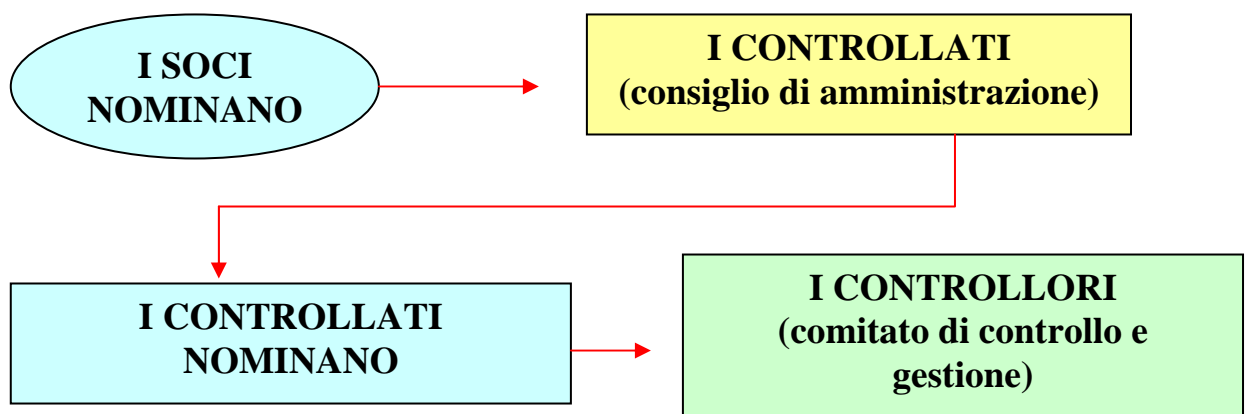 I SOCI
NOMINANO
I CONTROLLATI
(consiglio di amministrazione)
I CONTROLLATI
NOMINANO
I CONTROLLORI
(comitato di controllo e
gestione)